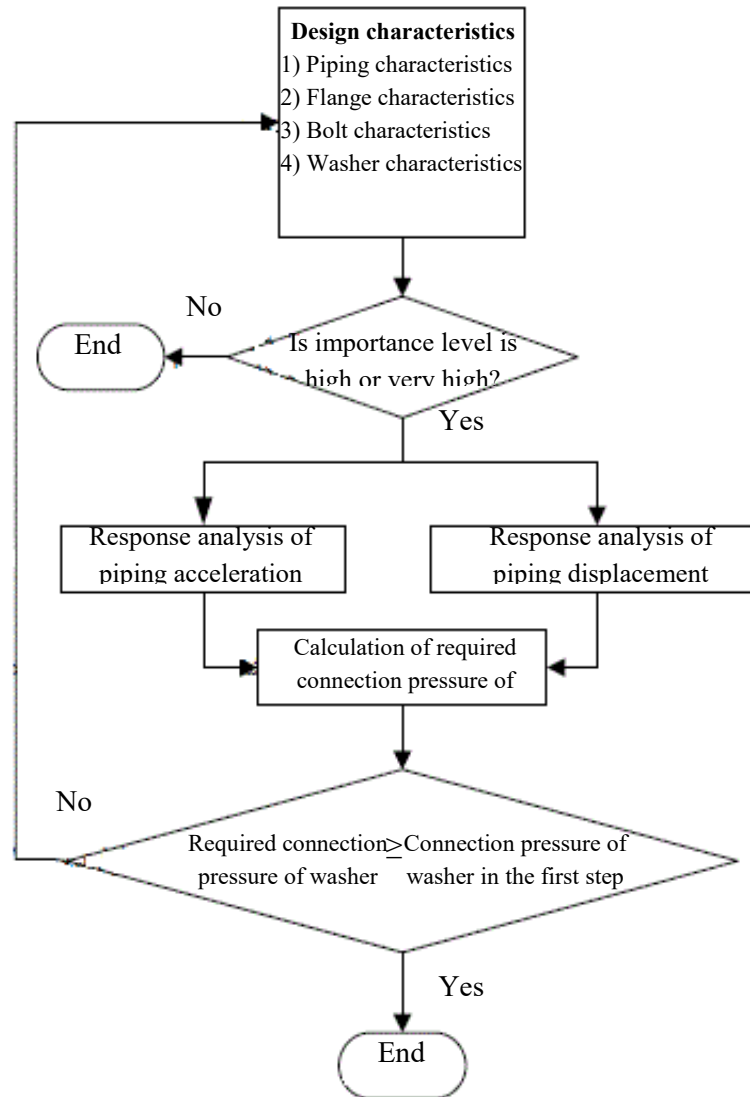 Design characteristics
1) Piping characteristics
2) Flange characteristics
3) Bolt characteristics
4) Washer characteristics
No
End
Is importance level is
high or very high?
Yes
Response analysis of
piping acceleration
Response analysis of
piping displacement
Calculation of required
connection pressure of
No
Required connection
pressure of washer
≥
Connection pressure of
washer in the first step
Yes
End